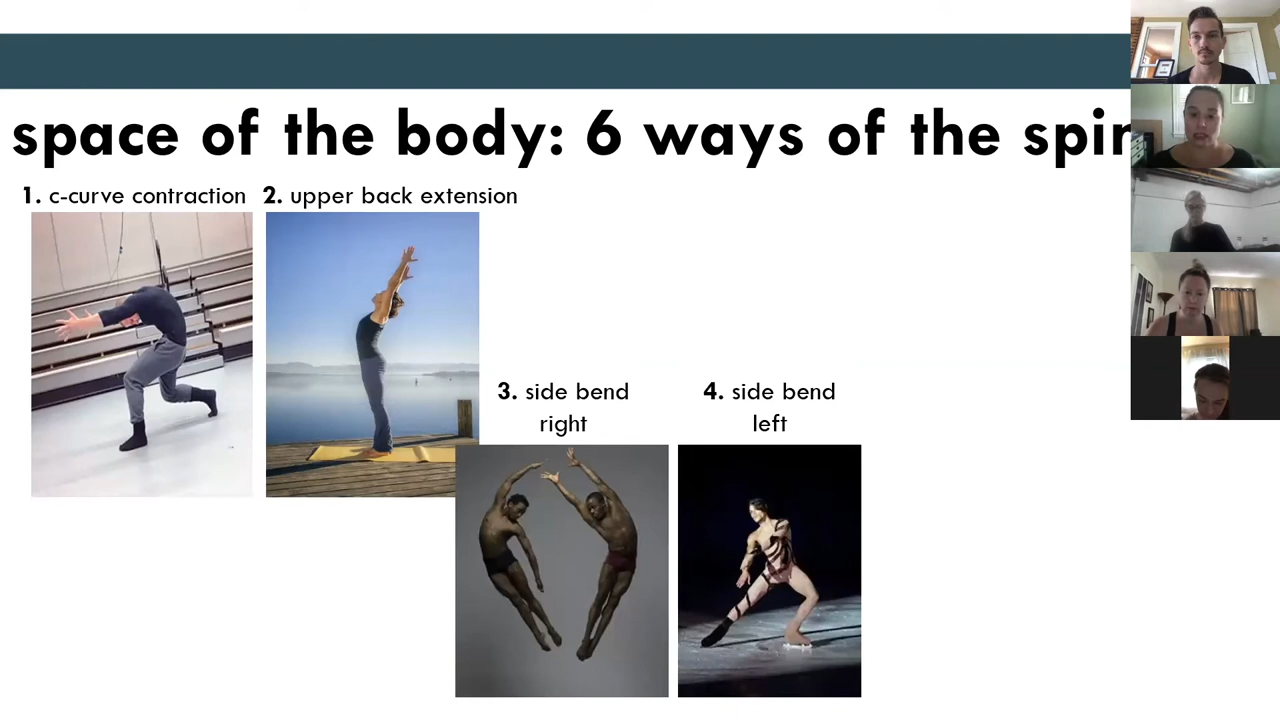 space of the body: 6 ways of the
1. c-curve contraction
2. upper back extension
3. side bend
right
4. side bend
left